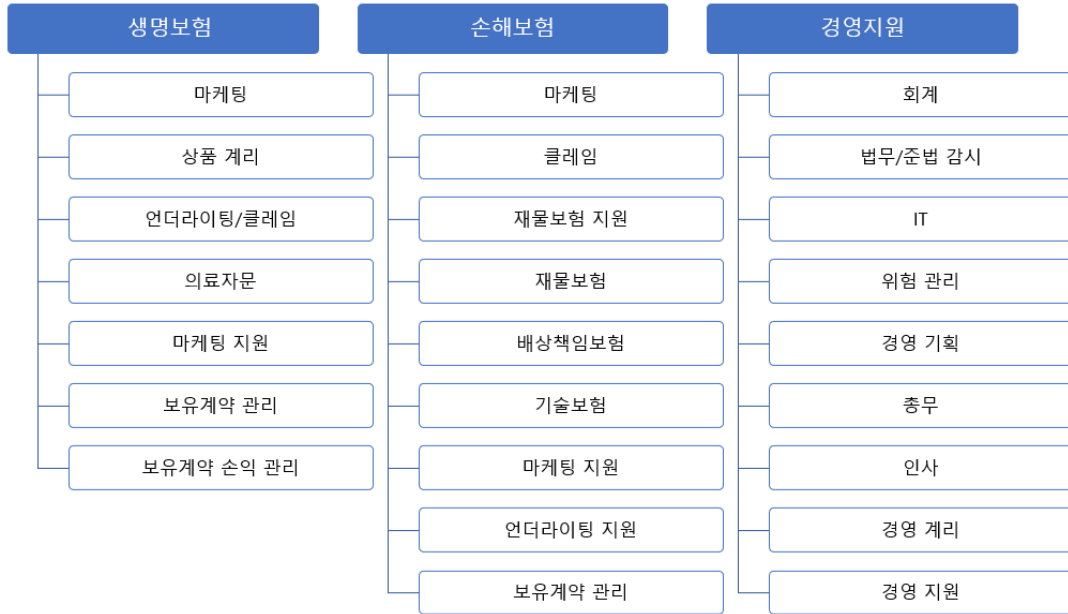 생명보험
마케팅
상품 계리
언더라이팅/클레임
의료자문
마케팅 지원
보유계약 관리
보유계약 손익 관리
손해보험
마케팅
클레임
재물보험 지원
재물보험
배상책임보험
기술보험
마케팅 지원
언더라이팅 지원
보유계약 관리
경영지원
회계
법무/준법 감시
IT
위험 관리
경영 기획
총무
인사
경영 계리
경영 지원